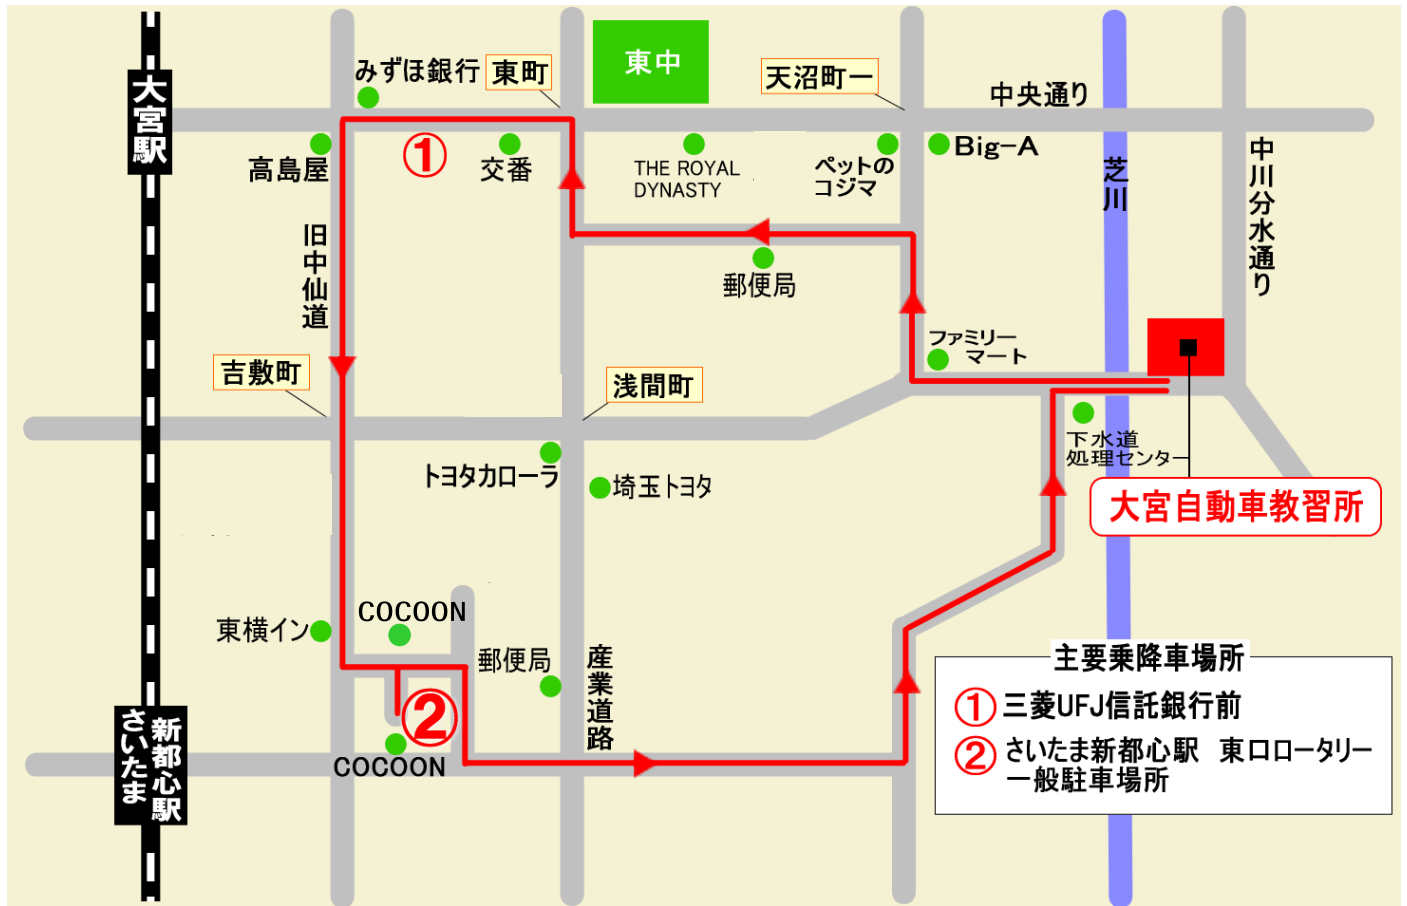 大宮駅
みずほ銀行
東町
東中
天沼町一
中央通り
高島屋
①
交番
THE ROYAL
DYNASTY
ペットの
コジマ
Big-A
芝川
中川分水通り
旧中仙道
郵便局
ファミリー
マート
吉敷町
浅間町
トヨタカローラ
埼玉トヨタ
下水道
処理センター
大宮自動車教習所
東横イン
COCOON
郵便局
産業道路
②
COCOON
さいたま
新都心駅
主要乗降車場所
① 三菱UFJ信託銀行前
② さいたま新都心駅　東口ロータリー
一般駐車場所